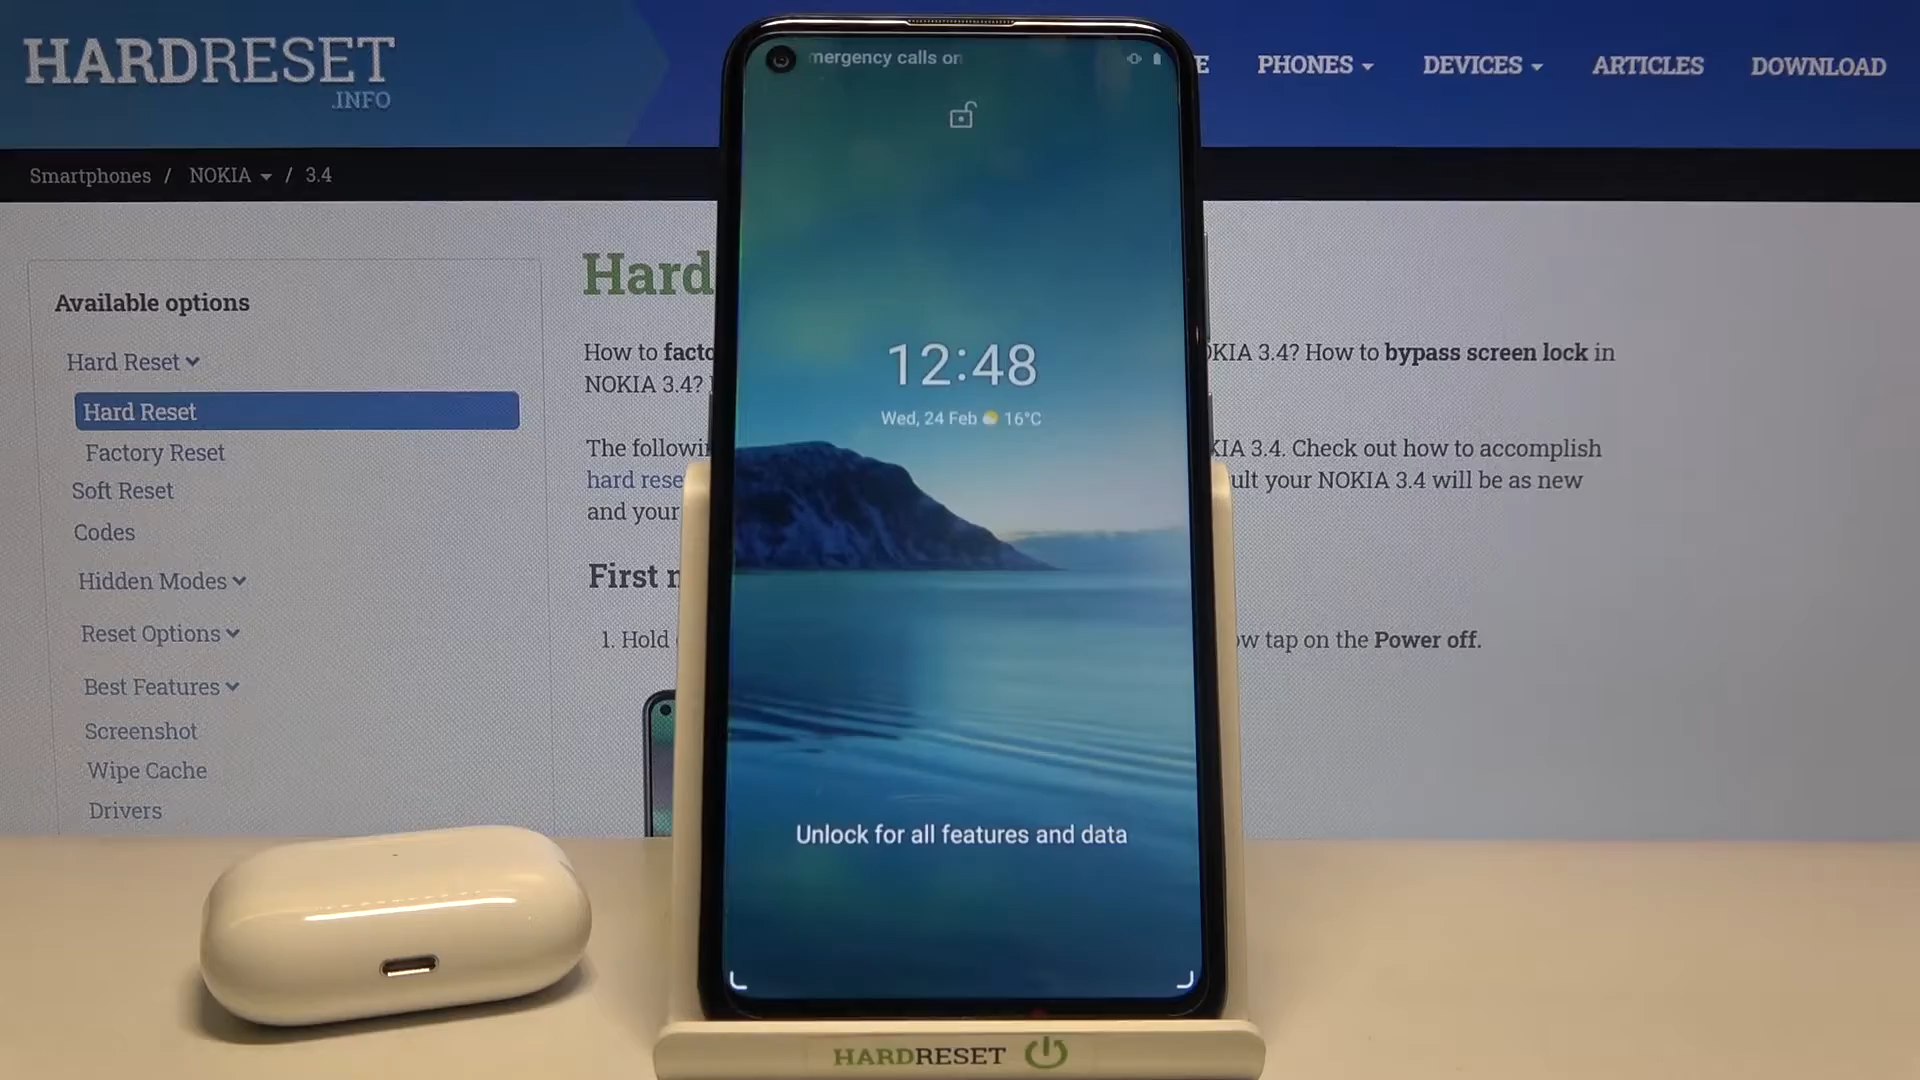 HARDRESET
.INFO
PHONES
DEVICES
ARTICLES
DOWNLOAD
Smartphones / NOKIA / 3.4
Available options
Hard Reset
Hard Reset
Factory Reset
Soft Reset
Codes
Hidden Modes
Reset Options
Best Features
Screenshot
Wipe Cache
Drivers
Hard
How to facto
KIA 3.4? How to bypass screen lock in
NOKIA 3.4?
The followi
KIA 3.4. Check out how to accomplish
hard rese
ult your NOKIA 3.4 will be as new
and your
First
1. Hold
ow tap on the Power off.
mergency calls on
12:48
Wed, 24 Feb 16°C
Unlock for all features and data
HARDRESET